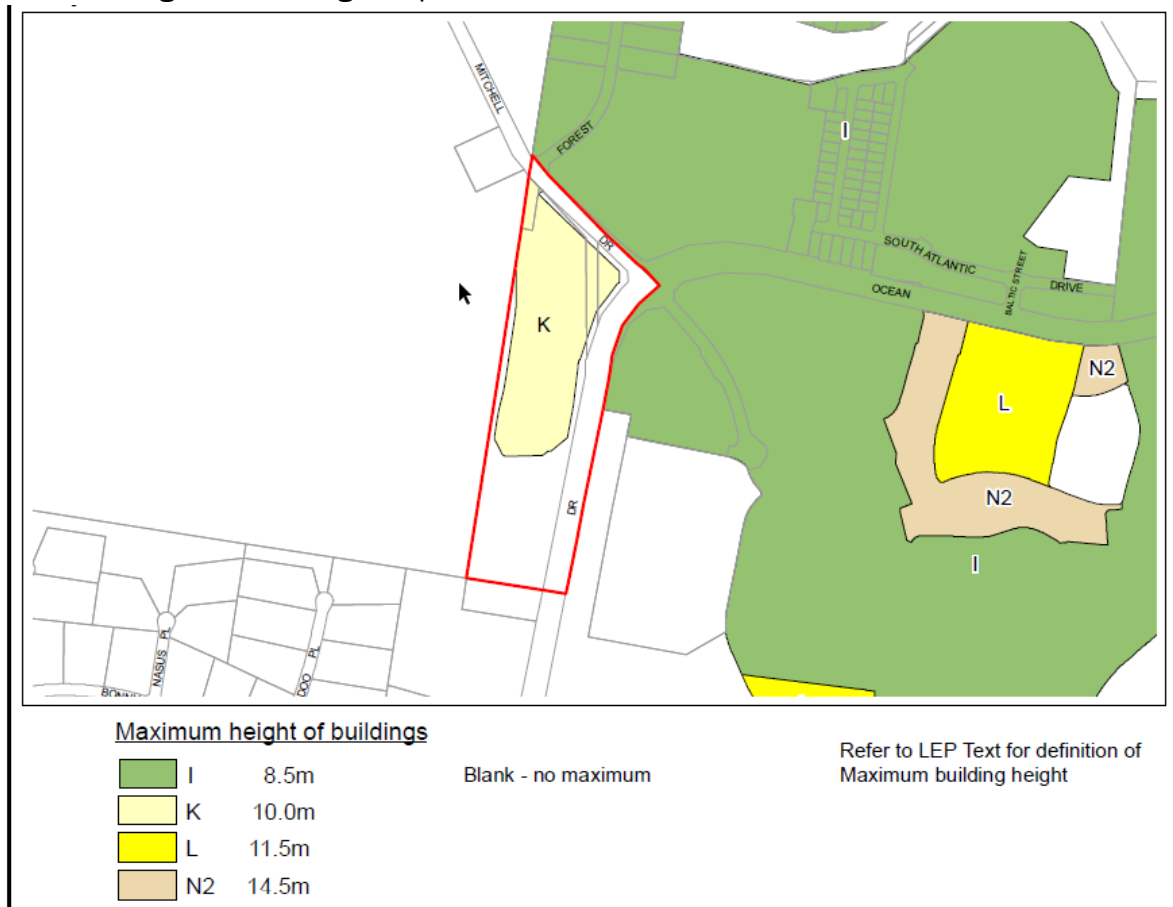 MITCHELL
FOREST
I
DR
SOUTH ATLANTIC
DRIVE
OCEAN
BALTIC STREET
K
N2
L
N2
DR
I
NASUS PL
PL
Maximum height of buildings
I 8.5m
K 10.0m
L 11.5m
N2 14.5m
Blank - no maximum
Refer to LEP Text for definition of
Maximum building height